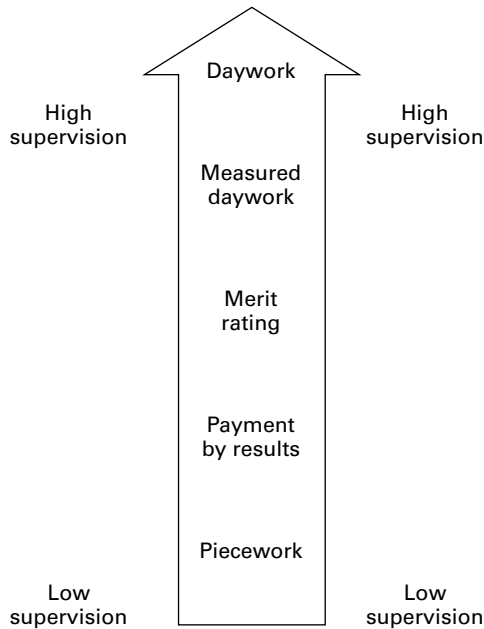 Daywork
High
supervision
High
supervision
Measured
daywork
Merit
rating
Payment
by results
Piecework
Low
supervision
Low
supervision